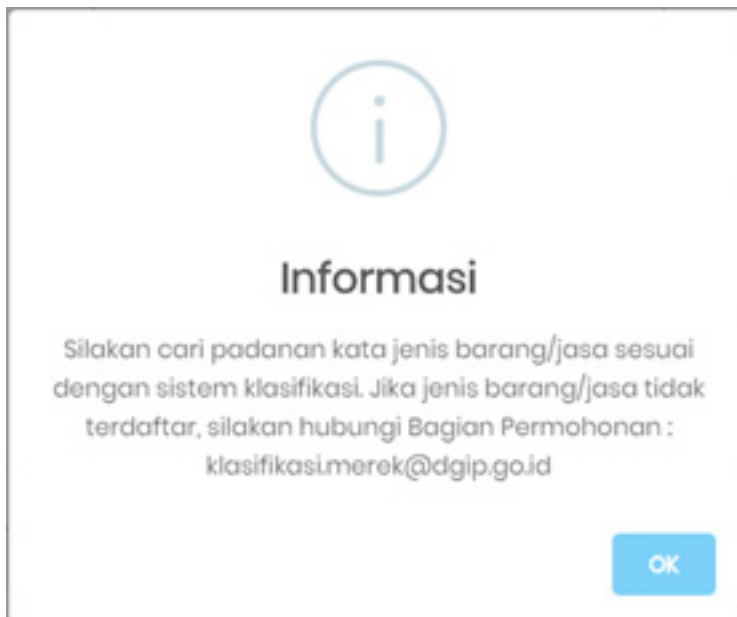 Informasi
Silakan cari padanan kata jenis barang/jasa sesuai
dengan sistem klasifikasi. Jika jenis barang/jasa tidak
terdaftar, silakan hubungi Bagian Permohonan :
klasifikasi.merek@dgip.go.id
OK